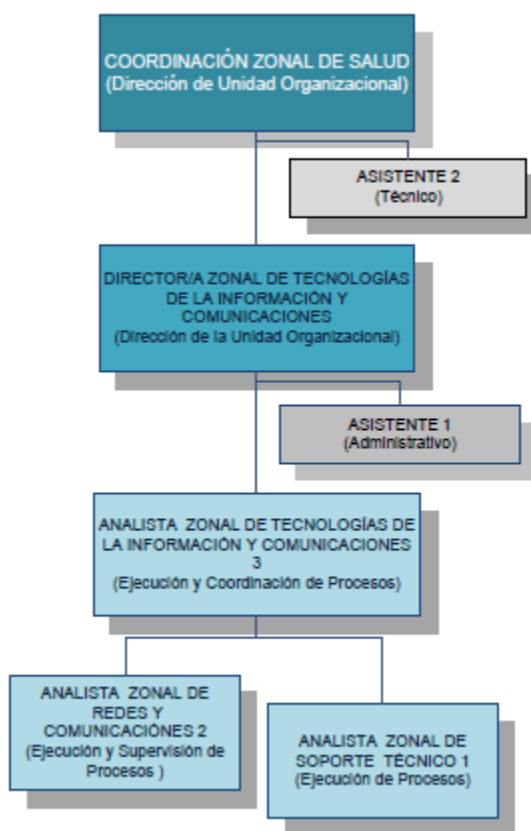 COORDINACIÓN ZONAL DE SALUD
(Dirección de Unidad Organizacional)
ASISTENTE 2
(Técnico)
DIRECTOR/A ZONAL DE TECNOLOGÍAS
DE LA INFORMACIÓN Y
COMUNICACIONES
(Dirección de la Unidad Organizacional)
ASISTENTE 1
(Administrativo)
ANALISTA ZONAL DE TECNOLOGÍAS DE
LA INFORMACIÓN Y COMUNICACIONES
3
(Ejecución y Coordinación de Procesos)
ANALISTA ZONAL DE
REDES Y
COMUNICACIÓNES 2
(Ejecución y Supervisión de
Procesos )
ANALISTA ZONAL DE
SOPORTE TÉCNICO 1
(Ejecución de Procesos)